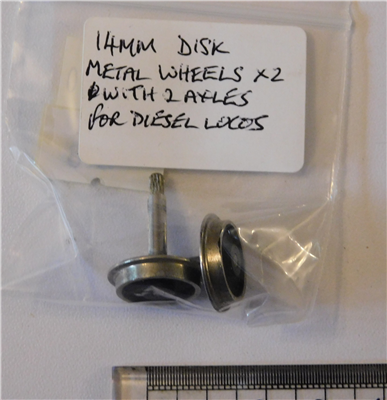 14MM DISK
METAL WHEELS X2
WITH 2 AXLES
FOR DIESEL LOCOS